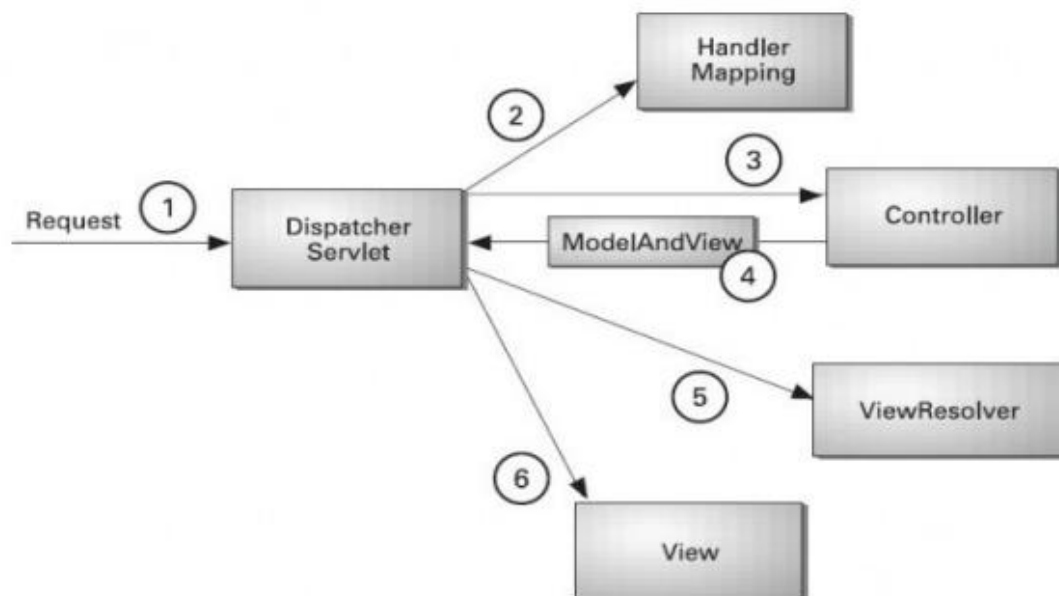 Handler
Mapping
2
3
Request
1
Dispatcher
Servlet
Controller
ModelAndView
4
5
ViewResolver
6
View